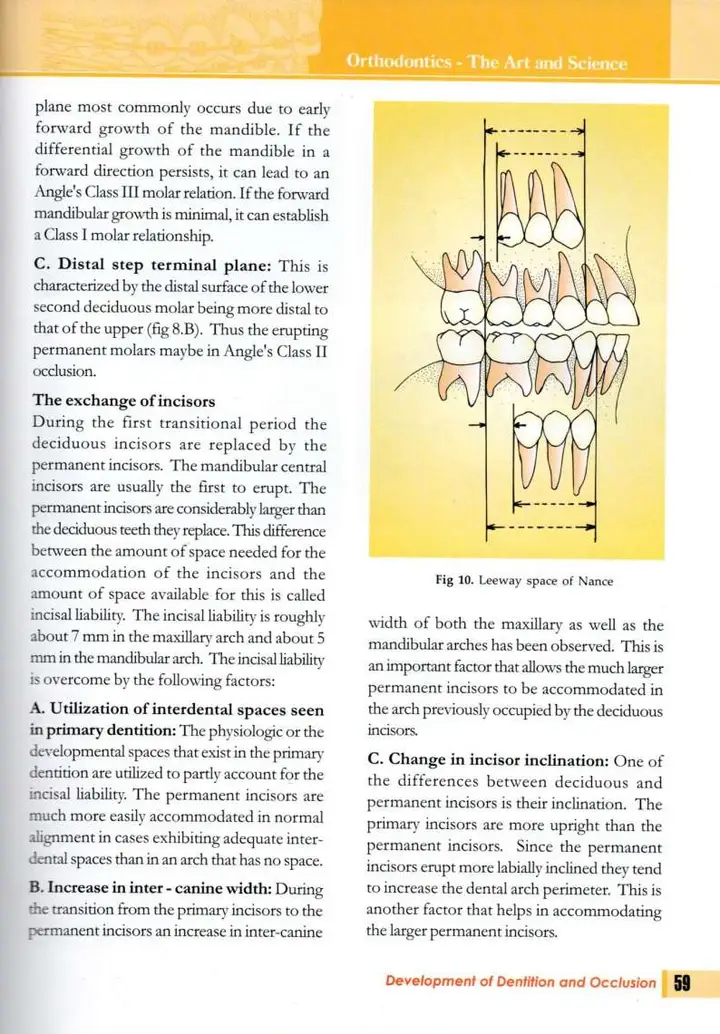 Orthodontics - The Art and Science
plane most commonly occurs due to early
forward growth of the mandible. If the
differential growth of the mandible in a
forward direction persists, it can lead to an
Angle's Class III molar relation. If the forward
mandibular growth is minimal, it can establish
a Class I molar relationship.
C. Distal step terminal plane: This is
characterized by the distal surface of the lower
second deciduous molar being more distal to
that of the upper (fig 8.B). Thus the erupting
permanent molars maybe in Angle's Class II
occlusion.
The exchange of incisors
During the first transitional period the
deciduous incisors are replaced by the
permanent incisors. The mandibular central
incisors are usually the first to erupt. The
permanent incisors are considerably larger than
the deciduous teeth they replace. This difference
between the amount of space needed for the
accommodation of the incisors and the
amount of space available for this is called
incisal liability. The incisal liability is roughly
about 7 mm in the maxillary arch and about 5
mm in the mandibular arch. The incisal liability
is overcome by the following factors:
A. Utilization of interdental spaces seen
in primary dentition: The physiologic or the
developmental spaces that exist in the primary
dentition are utilized to partly account for the
incisal liability. The permanent incisors are
much more easily accommodated in normal
alignment in cases exhibiting adequate inter-
dental spaces than in an arch that has no space.
B. Increase in inter - canine width: During
the transition from the primary incisors to the
permanent incisors an increase in inter-canine
Fig 10. Leeway space of Nance
width of both the maxillary as well as the
mandibular arches has been observed. This is
an important factor that allows the much larger
permanent incisors to be accommodated in
the arch previously occupied by the deciduous
incisors.
C. Change in incisor inclination: One of
the differences between deciduous and
permanent incisors is their inclination. The
primary incisors are more upright than the
permanent incisors. Since the permanent
incisors erupt more labially inclined they tend
to increase the dental arch perimeter. This is
another factor that helps in accommodating
the larger permanent incisors.
Development of Dentition and Occlusion 59